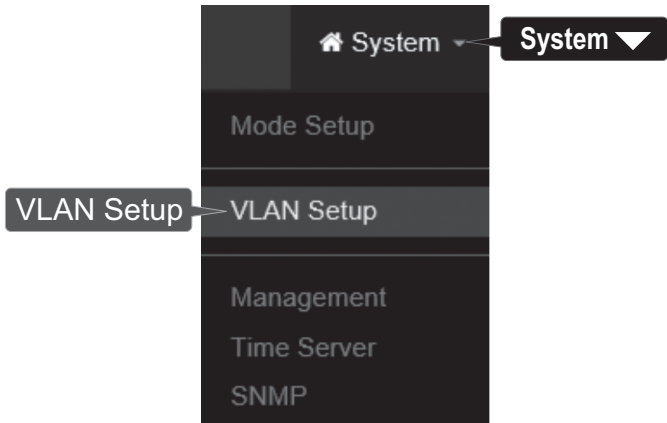 System
System
Mode Setup
VLAN Setup
VLAN Setup
Management
Time Server
SNMP